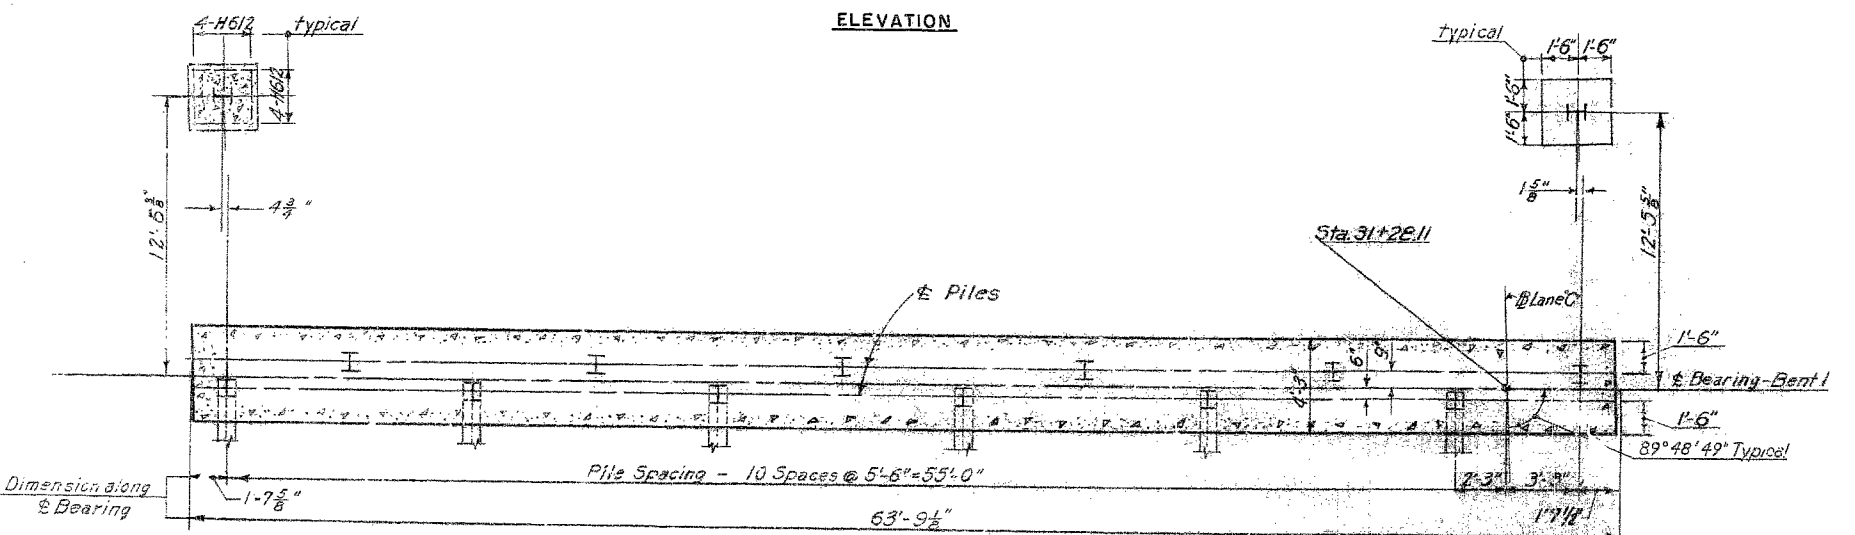 ELEVATION
4-H612
typical
4-H612
12'-5 3/8"
4 3/4"
typical
1'-6" 1'-6"
1'-6" 1'-6"
1 5/8"
12'-5 5/8"
Sta. 31+28.11
℄ Piles
Lane "C"
1'-6"
6"
9"
4'-3"
℄ Bearing-Bent 1
1'-6"
89°48'49" Typical
Pile Spacing - 10 Spaces @ 5'-6"=55'-0"
2'-3"
3'-9"
Dimension along
℄ Bearing
1'-7 5/8"
1'-7 1/2"
63'-9 1/8"